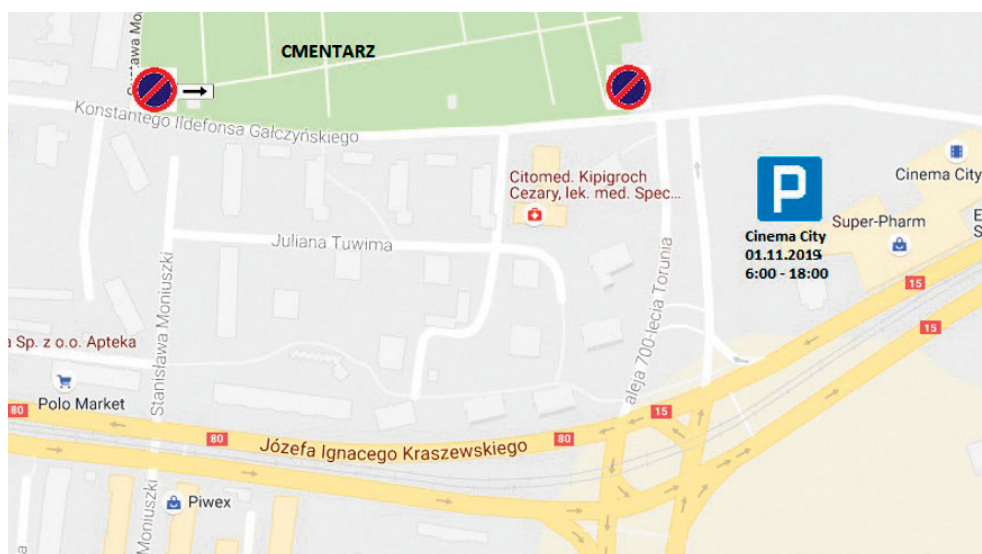 CMENTARZ
Konstantego Ildefonsa Gałczyńskiego
Citomed. Kipigroch
Cezary, lek. med. Spec...
Cinema City
P
Super-Pharm
Juliana Tuwima
Cinema City
01.11.2019
6:00 - 18:00
15
15
a Sp. z o.o. Apteka
Stanisława Moniuszki
aleja 700-lecia Torunia
Polo Market
80
80
Józefa Ignacego Kraszewskiego
80
15
Piwex
Moniuszki